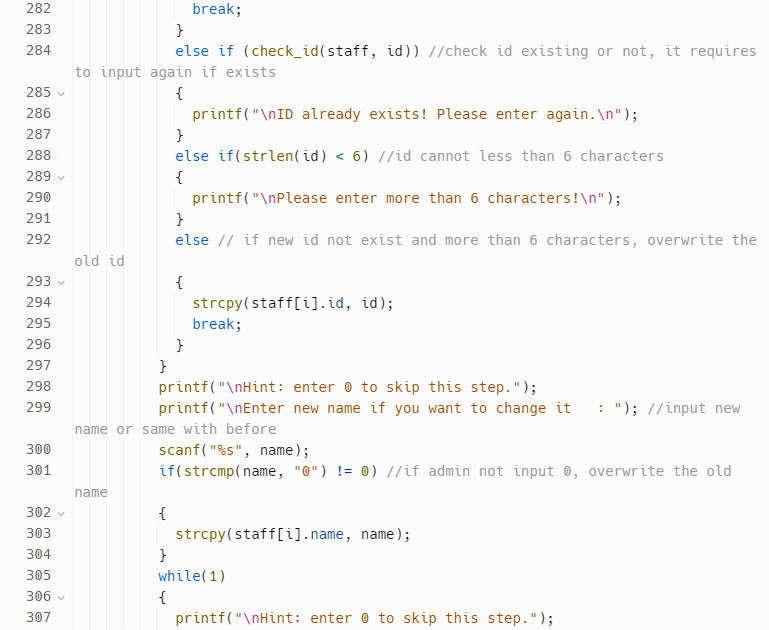 282 break;
283 }
284 else if (check_id(staff, id)) //check id existing or not, it requires
to input again if exists
285 {
286 printf("\nID already exists! Please enter again.\n");
287 }
288 else if(strlen(id) < 6) //id cannot less than 6 characters
289 {
290 printf("\nPlease enter more than 6 characters!\n");
291 }
292 else // if new id not exist and more than 6 characters, overwrite the
old id
293 {
294 strcpy(staff[i].id, id);
295 break;
296 }
297 }
298 printf("\nHint: enter 0 to skip this step.");
299 printf("\nEnter new name if you want to change it   : "); //input new
name or same with before
300 scanf("%s", name);
301 if(strcmp(name, "0") != 0) //if admin not input 0, overwrite the old
name
302 {
303 strcpy(staff[i].name, name);
304 }
305 while(1)
306 {
307 printf("\nHint: enter 0 to skip this step.");